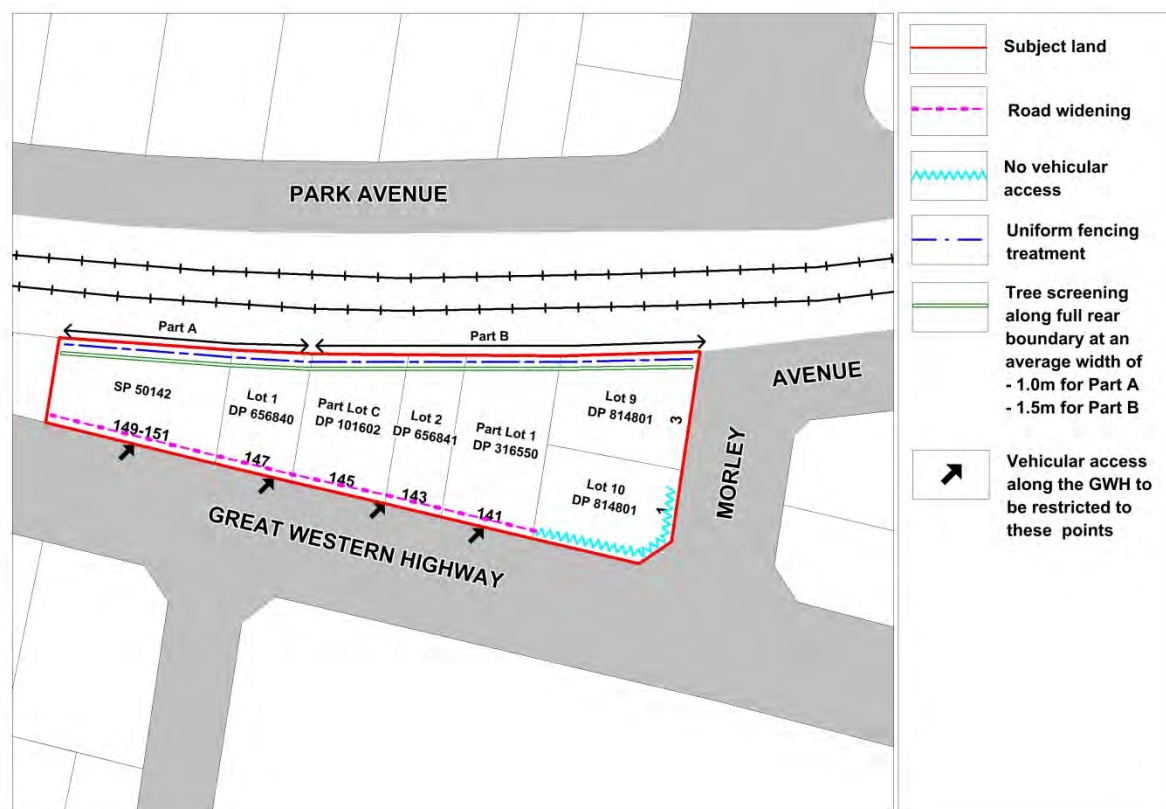 PARK AVENUE
Part A
Part B
SP 50142
Lot 1
DP 656840
Part Lot C
DP 101602
Lot 2
DP 656841
Part Lot 1
DP 316550
Lot 9
DP 814801
3
Lot 10
DP 814801
1
149-151
147
145
143
141
GREAT WESTERN HIGHWAY
MORLEY
AVENUE
Subject land
Road widening
No vehicular
access
Uniform fencing
treatment
Tree screening
along full rear
boundary at an
average width of
- 1.0m for Part A
- 1.5m for Part B
Vehicular access
along the GWH to
be restricted to
these points